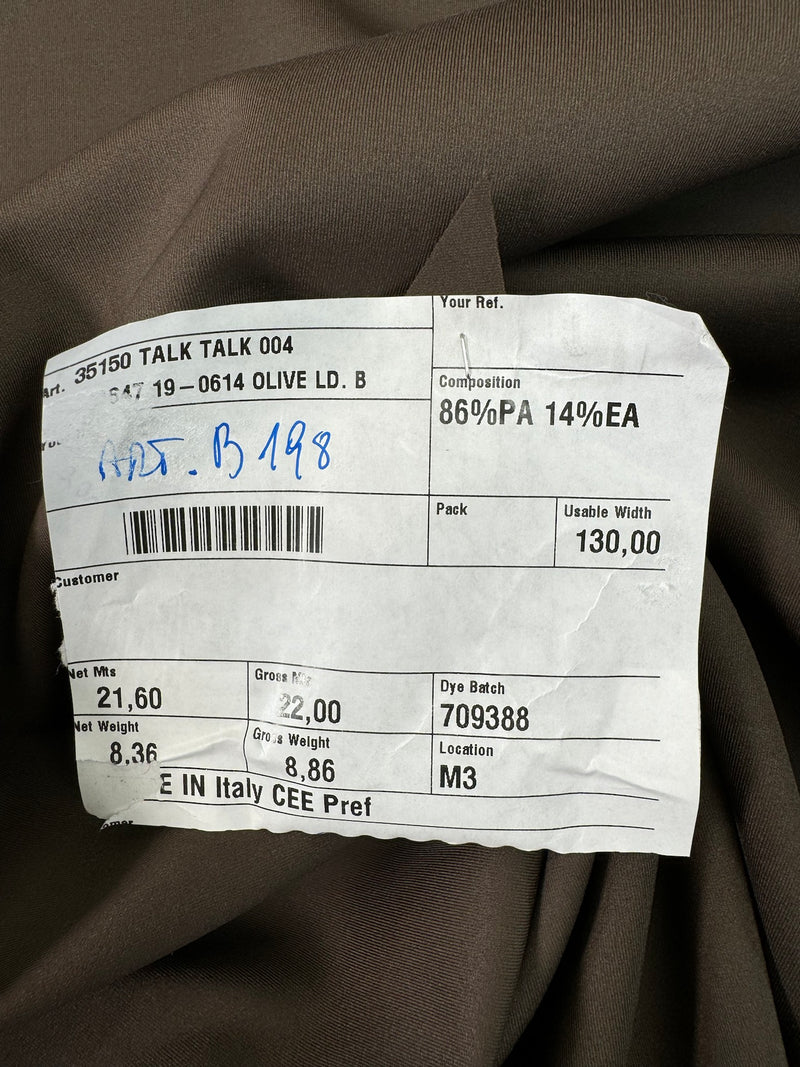 Your Ref.
Art. 35150 TALK TALK 004
647 19-0614 OLIVE LD. B
Composition
86%PA 14%EA
ART. B 198
Pack
Usable Width
130,00
Customer
Net Mts
21,60
Gross Mts
22,00
Dye Batch
709388
Net Weight
8,36
Gross Weight
8,86
Location
M3
E IN Italy CEE Pref
omer